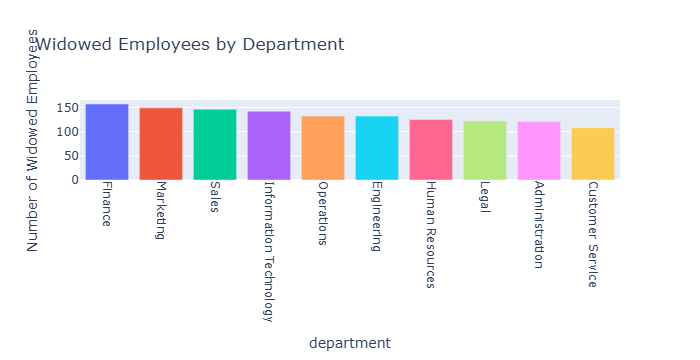 Widowed Employees by Department
Number of Widowed Employees
150
100
50
0
Finance
Marketing
Sales
Information Technology
Operations
Engineering
Human Resources
Legal
Administration
Customer Service
department